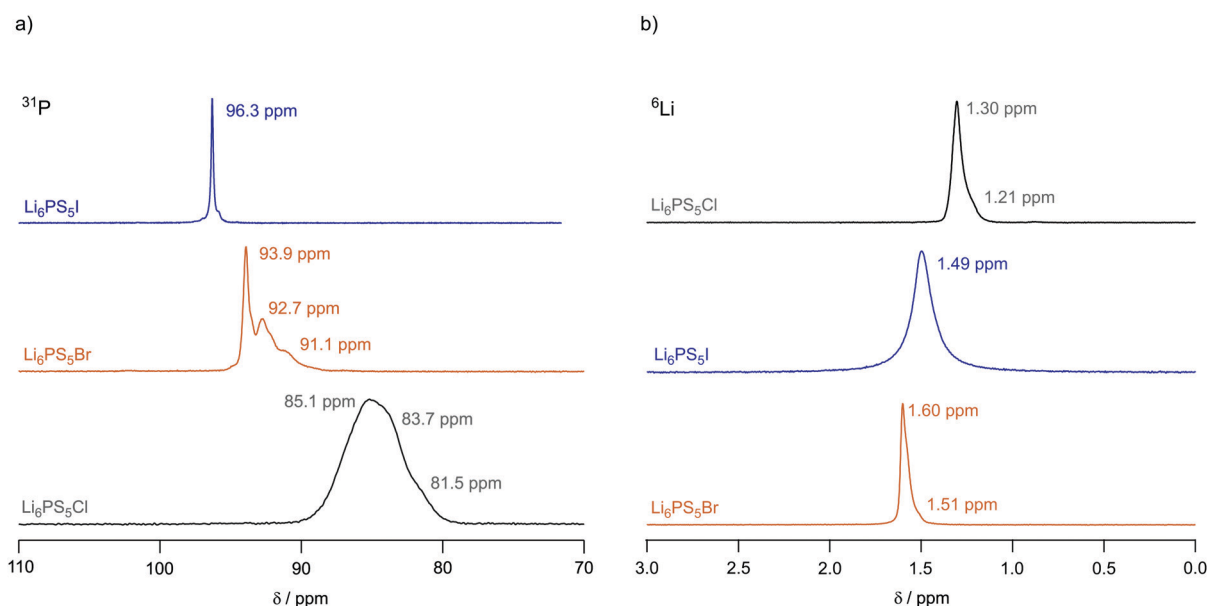 a)
³¹P
96.3 ppm
Li₆PS₅I
93.9 ppm
92.7 ppm
91.1 ppm
Li₆PS₅Br
85.1 ppm
83.7 ppm
81.5 ppm
Li₆PS₅Cl
110 100 90 80 70
δ / ppm
b)
⁶Li
1.30 ppm
1.21 ppm
Li₆PS₅Cl
1.49 ppm
Li₆PS₅I
1.60 ppm
1.51 ppm
Li₆PS₅Br
3.0 2.5 2.0 1.5 1.0 0.5 0.0
δ / ppm